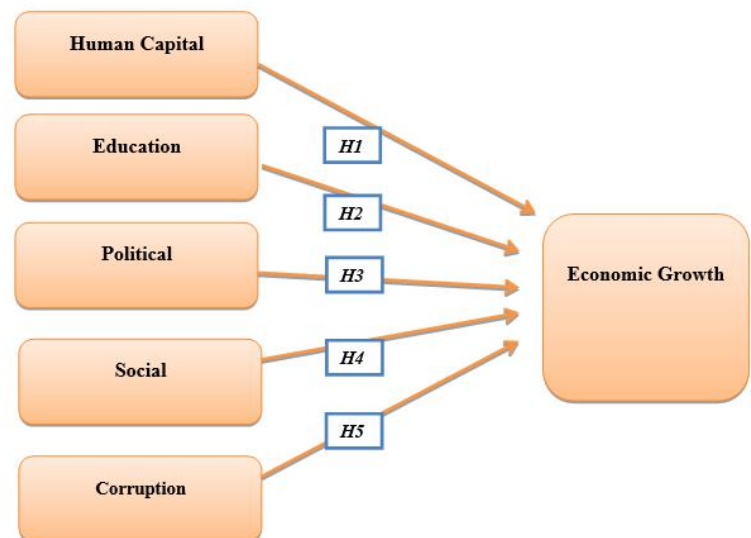 Human Capital
H1
Education
H2
Political
H3
Economic Growth
Social
H4
Corruption
H5